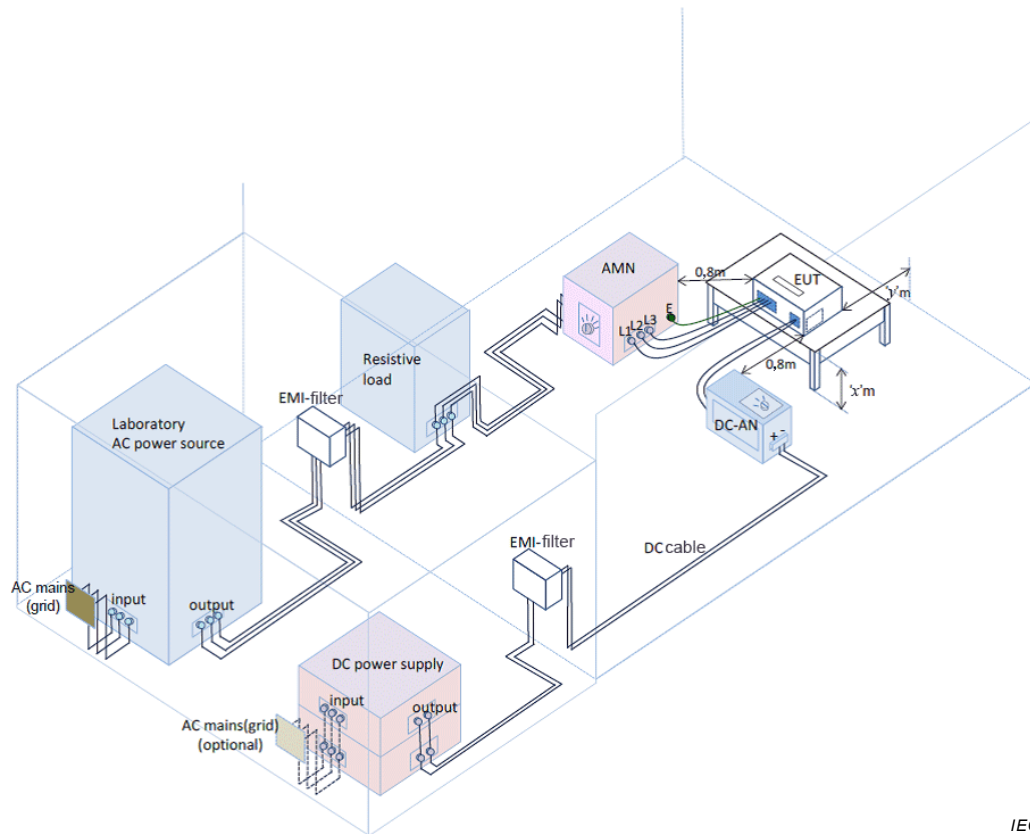 AMN
0,8m
EUT
'y'm
E
L1 L2 L3
Resistive
load
0,8m
'x'm
EMI-filter
DC-AN
+ -
Laboratory
AC power source
EMI-filter
DC cable
AC mains
(grid)
input
output
DC power supply
input
output
AC mains(grid)
(optional)